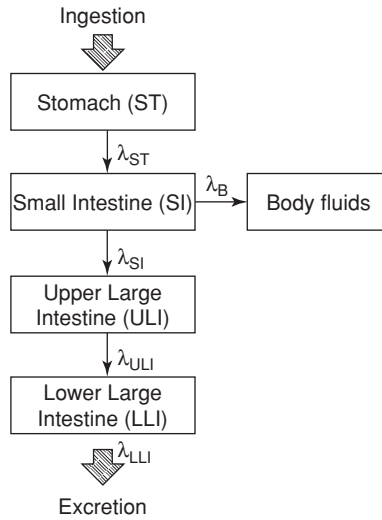 Ingestion
Stomach (ST)
λST
Small Intestine (SI)
λB
Body fluids
λSI
Upper Large
Intestine (ULI)
λULI
Lower Large
Intestine (LLI)
λLLI
Excretion